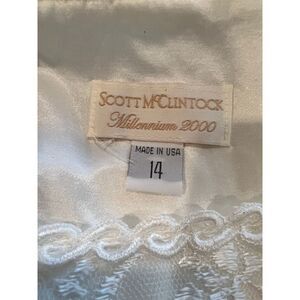 SCOTT MCCLINTOCK
Millennium 2000
MADE IN USA
14